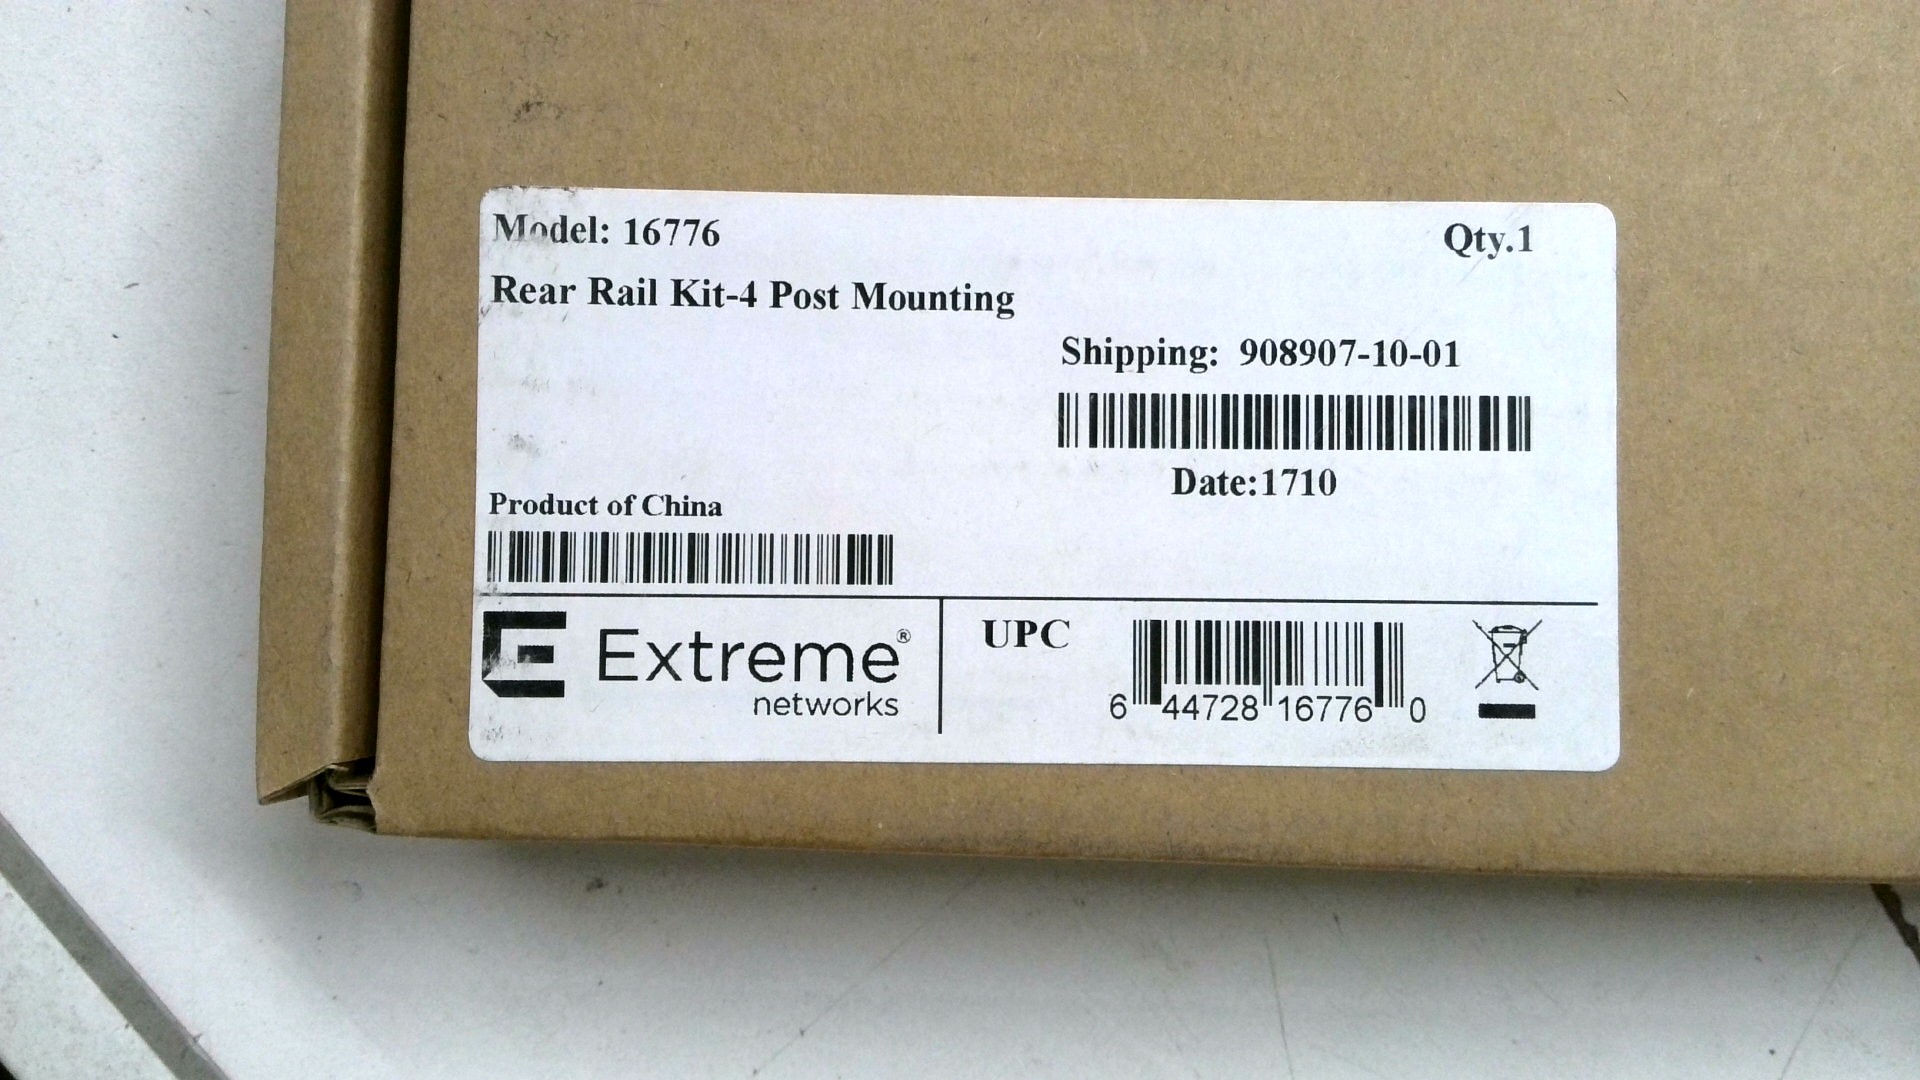 Model: 16776
Qty.1
Rear Rail Kit-4 Post Mounting
Shipping: 908907-10-01
Date:1710
Product of China
Extreme®
networks
UPC
6 44728 16776 0